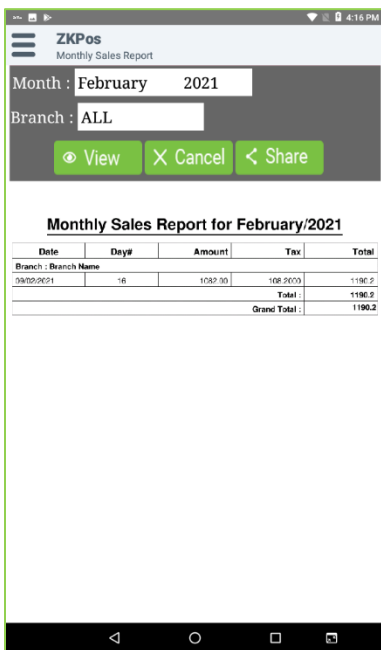 4:16 PM
ZKPos
Monthly Sales Report
Month : February 2021
Branch : ALL
View Cancel Share
Monthly Sales Report for February/2021
Date Day# Amount Tax Total
Branch : Branch Name
09/02/2021 16 1082.00 108.2000 1190.2
Total : 1190.2
Grand Total : 1190.2